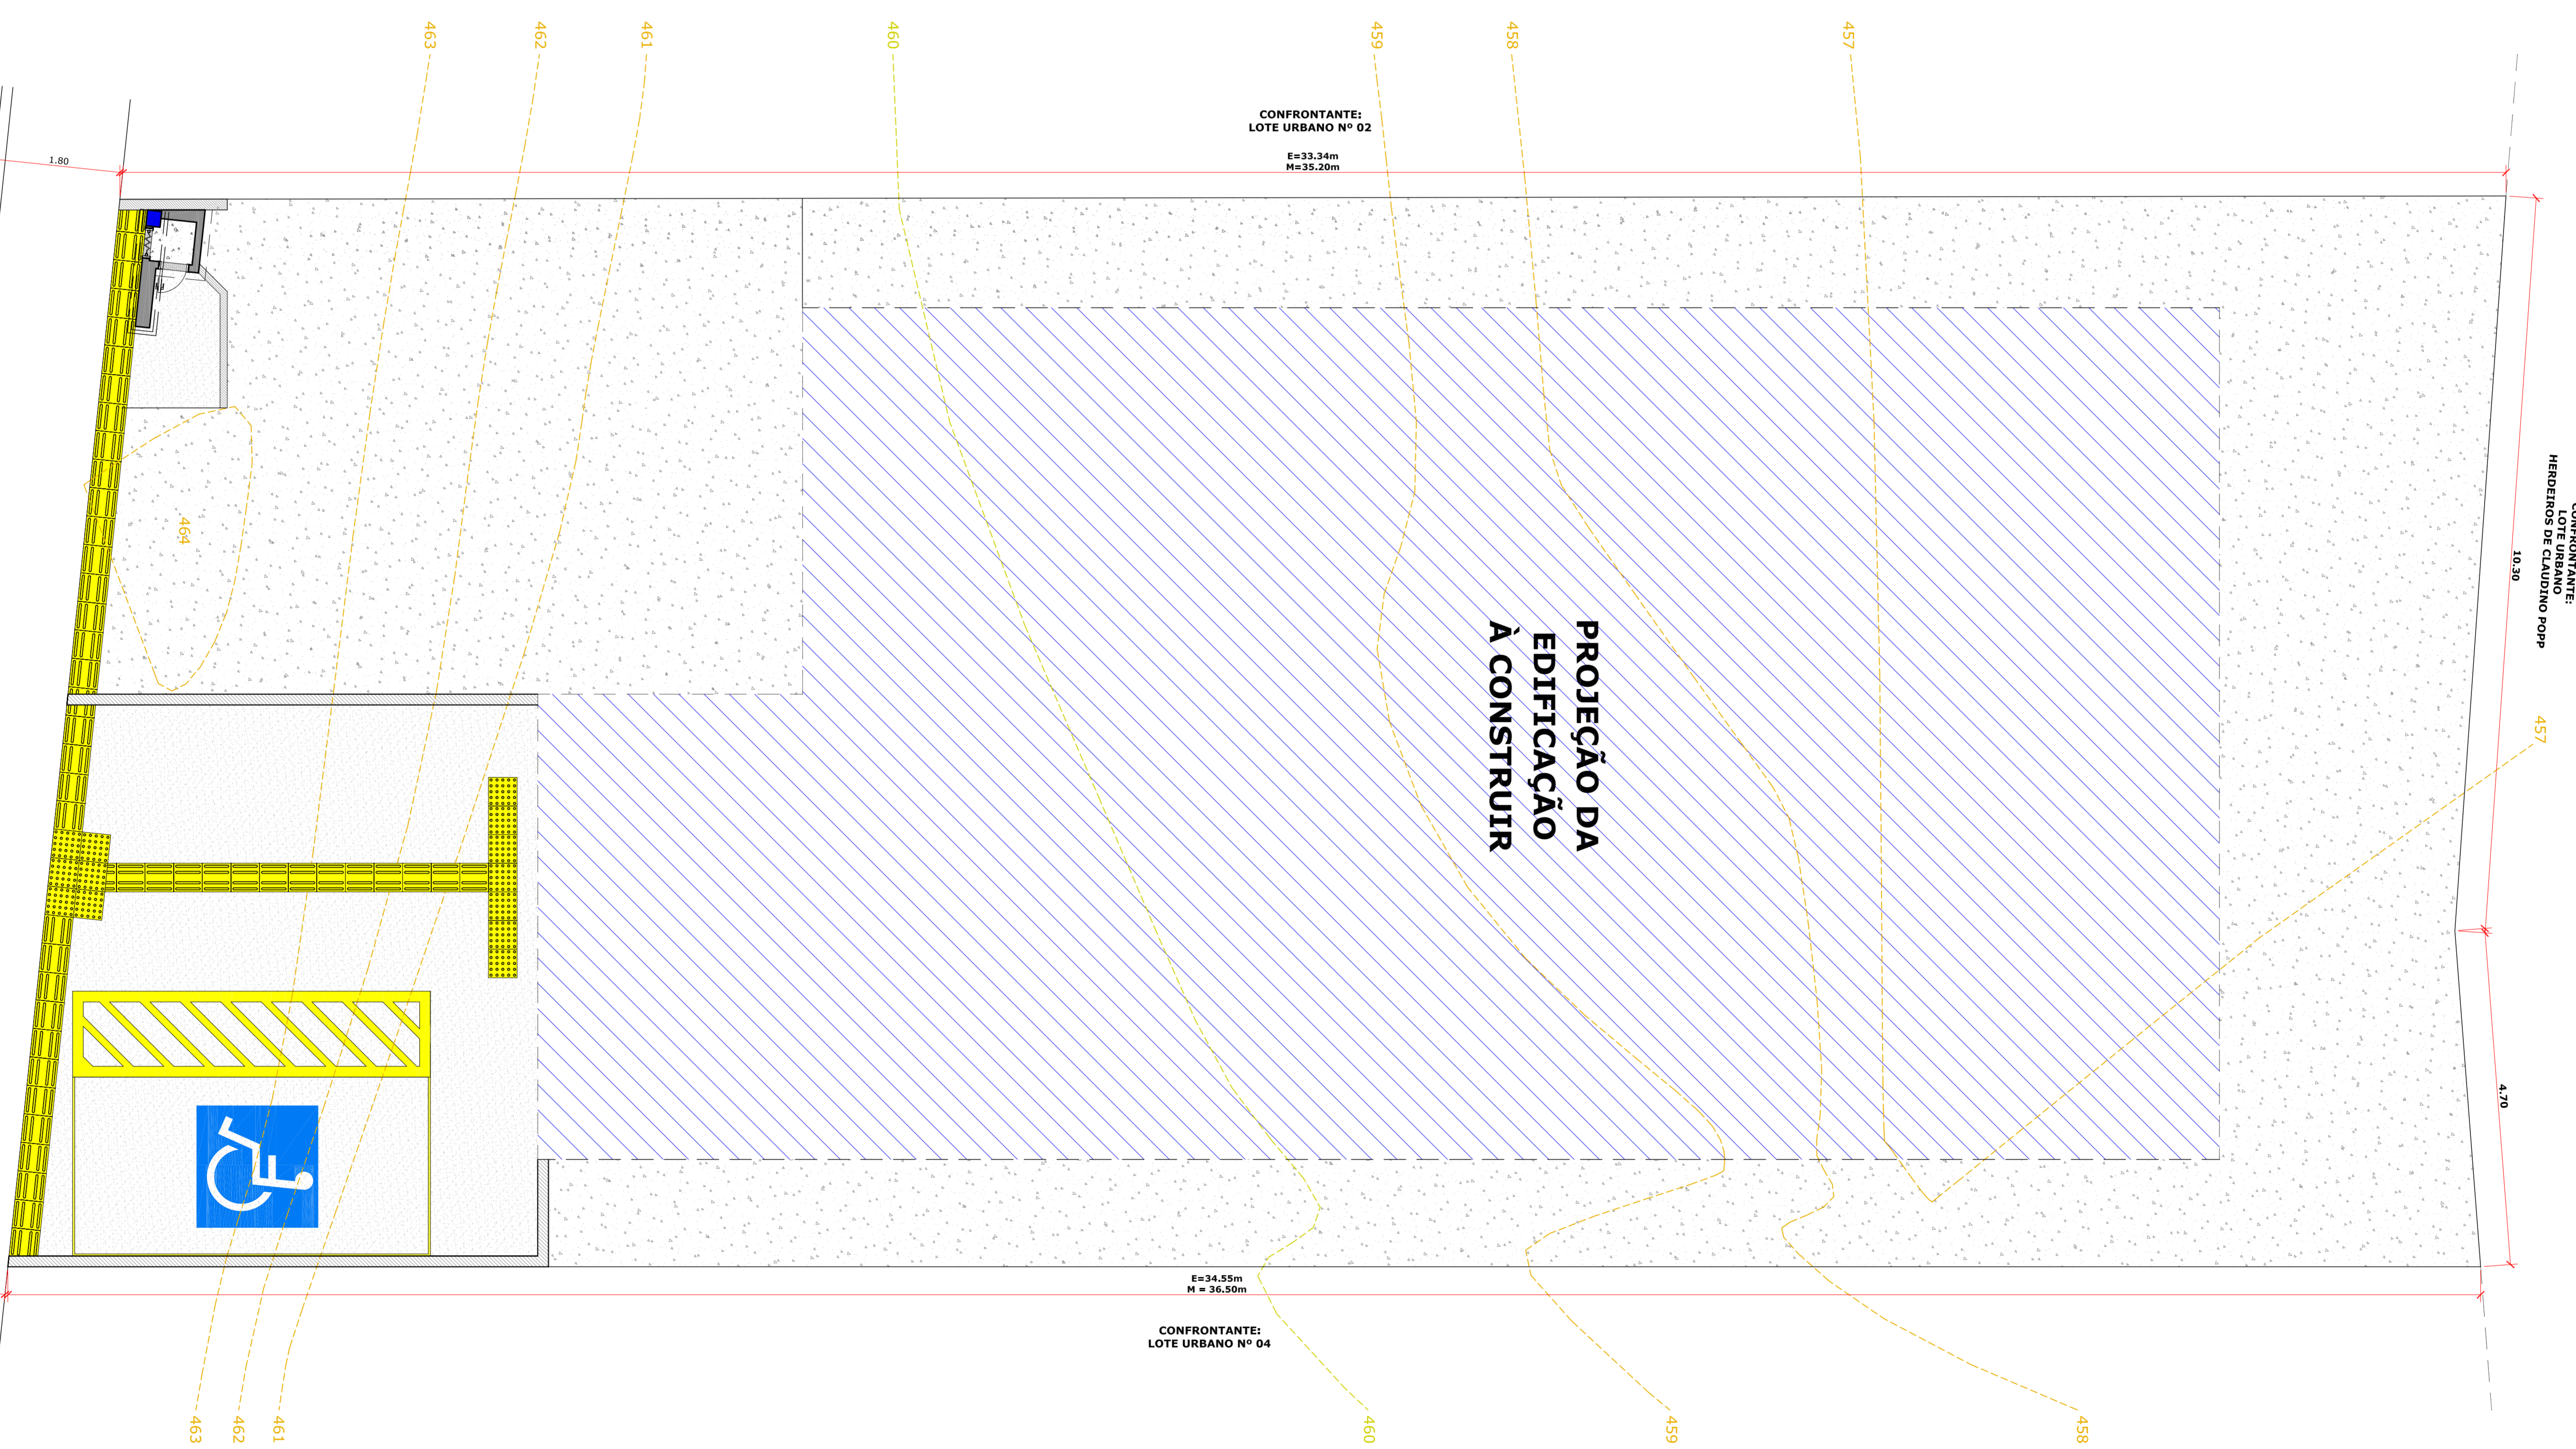 463
462
461
460
459
458
457
CONFRONTANTE:
LOTE URBANO Nº 02
1.80
E=33.34m
M=35.20m
464
PROJEÇÃO DA
EDIFICAÇÃO
À CONSTRUIR
CONFRONTANTE:
LOTE URBANO
HERDEIROS DE CLAUDINO POPP
10.30
457
4.70
E=34.55m
M = 36.50m
CONFRONTANTE:
LOTE URBANO Nº 04
463
462
461
460
459
458